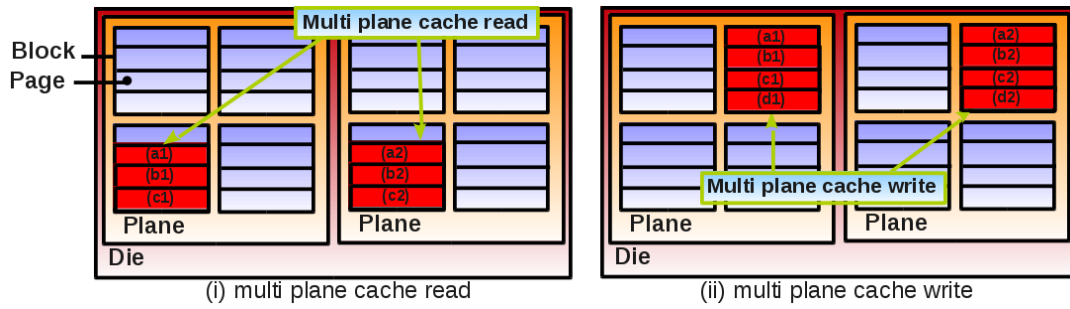 Multi plane cache read
Block
Page
(a1)
(b1)
(c1)
(a2)
(b2)
(c2)
Plane
Plane
Die
(i) multi plane cache read
(a1)
(b1)
(c1)
(d1)
(a2)
(b2)
(c2)
(d2)
Multi plane cache write
Plane
Plane
Die
(ii) multi plane cache write